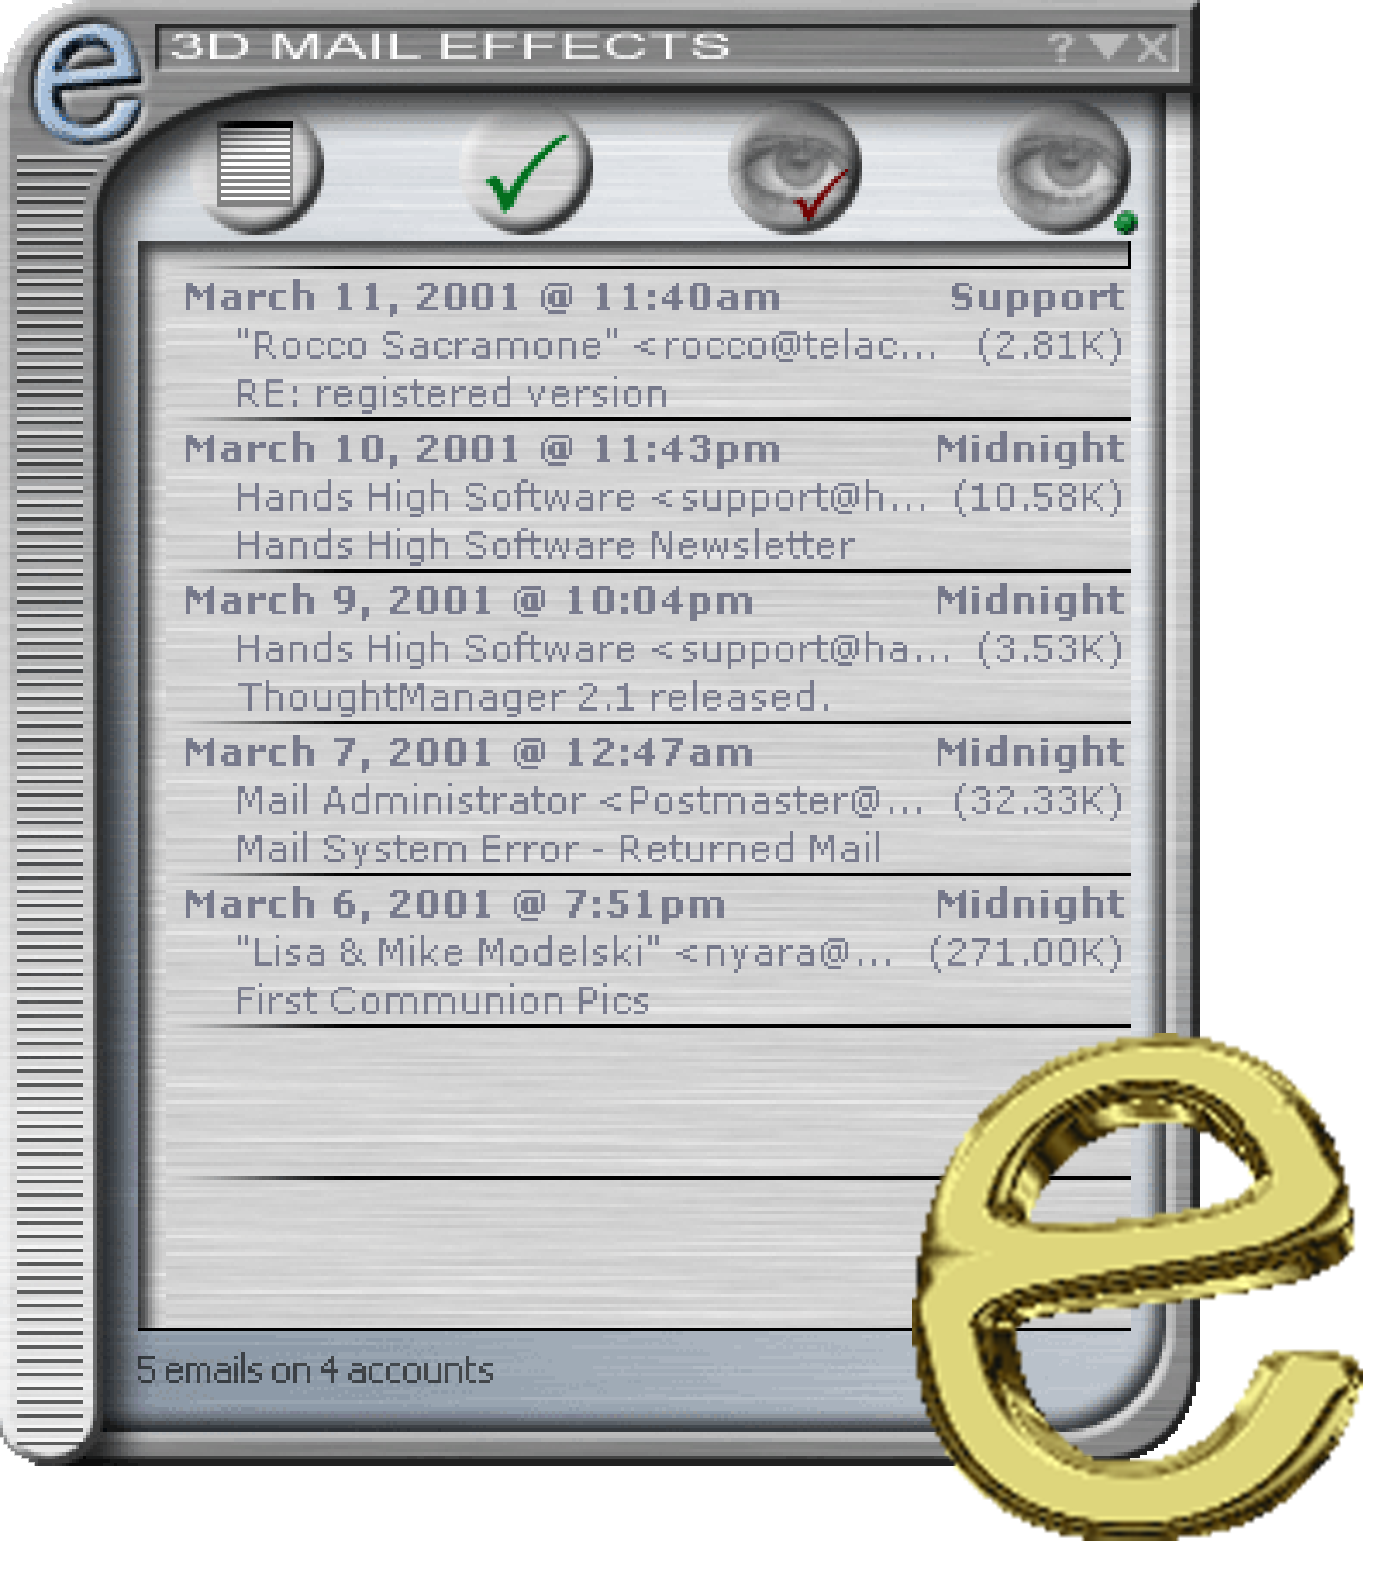 e
3D MAIL EFFECTS ? X
March 11, 2001 @ 11:40am Support
"Rocco Sacramone" <rocco@telac... (2.81K)
RE: registered version
March 10, 2001 @ 11:43pm Midnight
Hands High Software <support@h... (10.58K)
Hands High Software Newsletter
March 9, 2001 @ 10:04pm Midnight
Hands High Software <support@ha... (3.53K)
ThoughtManager 2.1 released.
March 7, 2001 @ 12:47am Midnight
Mail Administrator <Postmaster@... (32.33K)
Mail System Error - Returned Mail
March 6, 2001 @ 7:51pm Midnight
"Lisa & Mike Modelski" <nyara@... (271.00K)
First Communion Pics
5 emails on 4 accounts
e